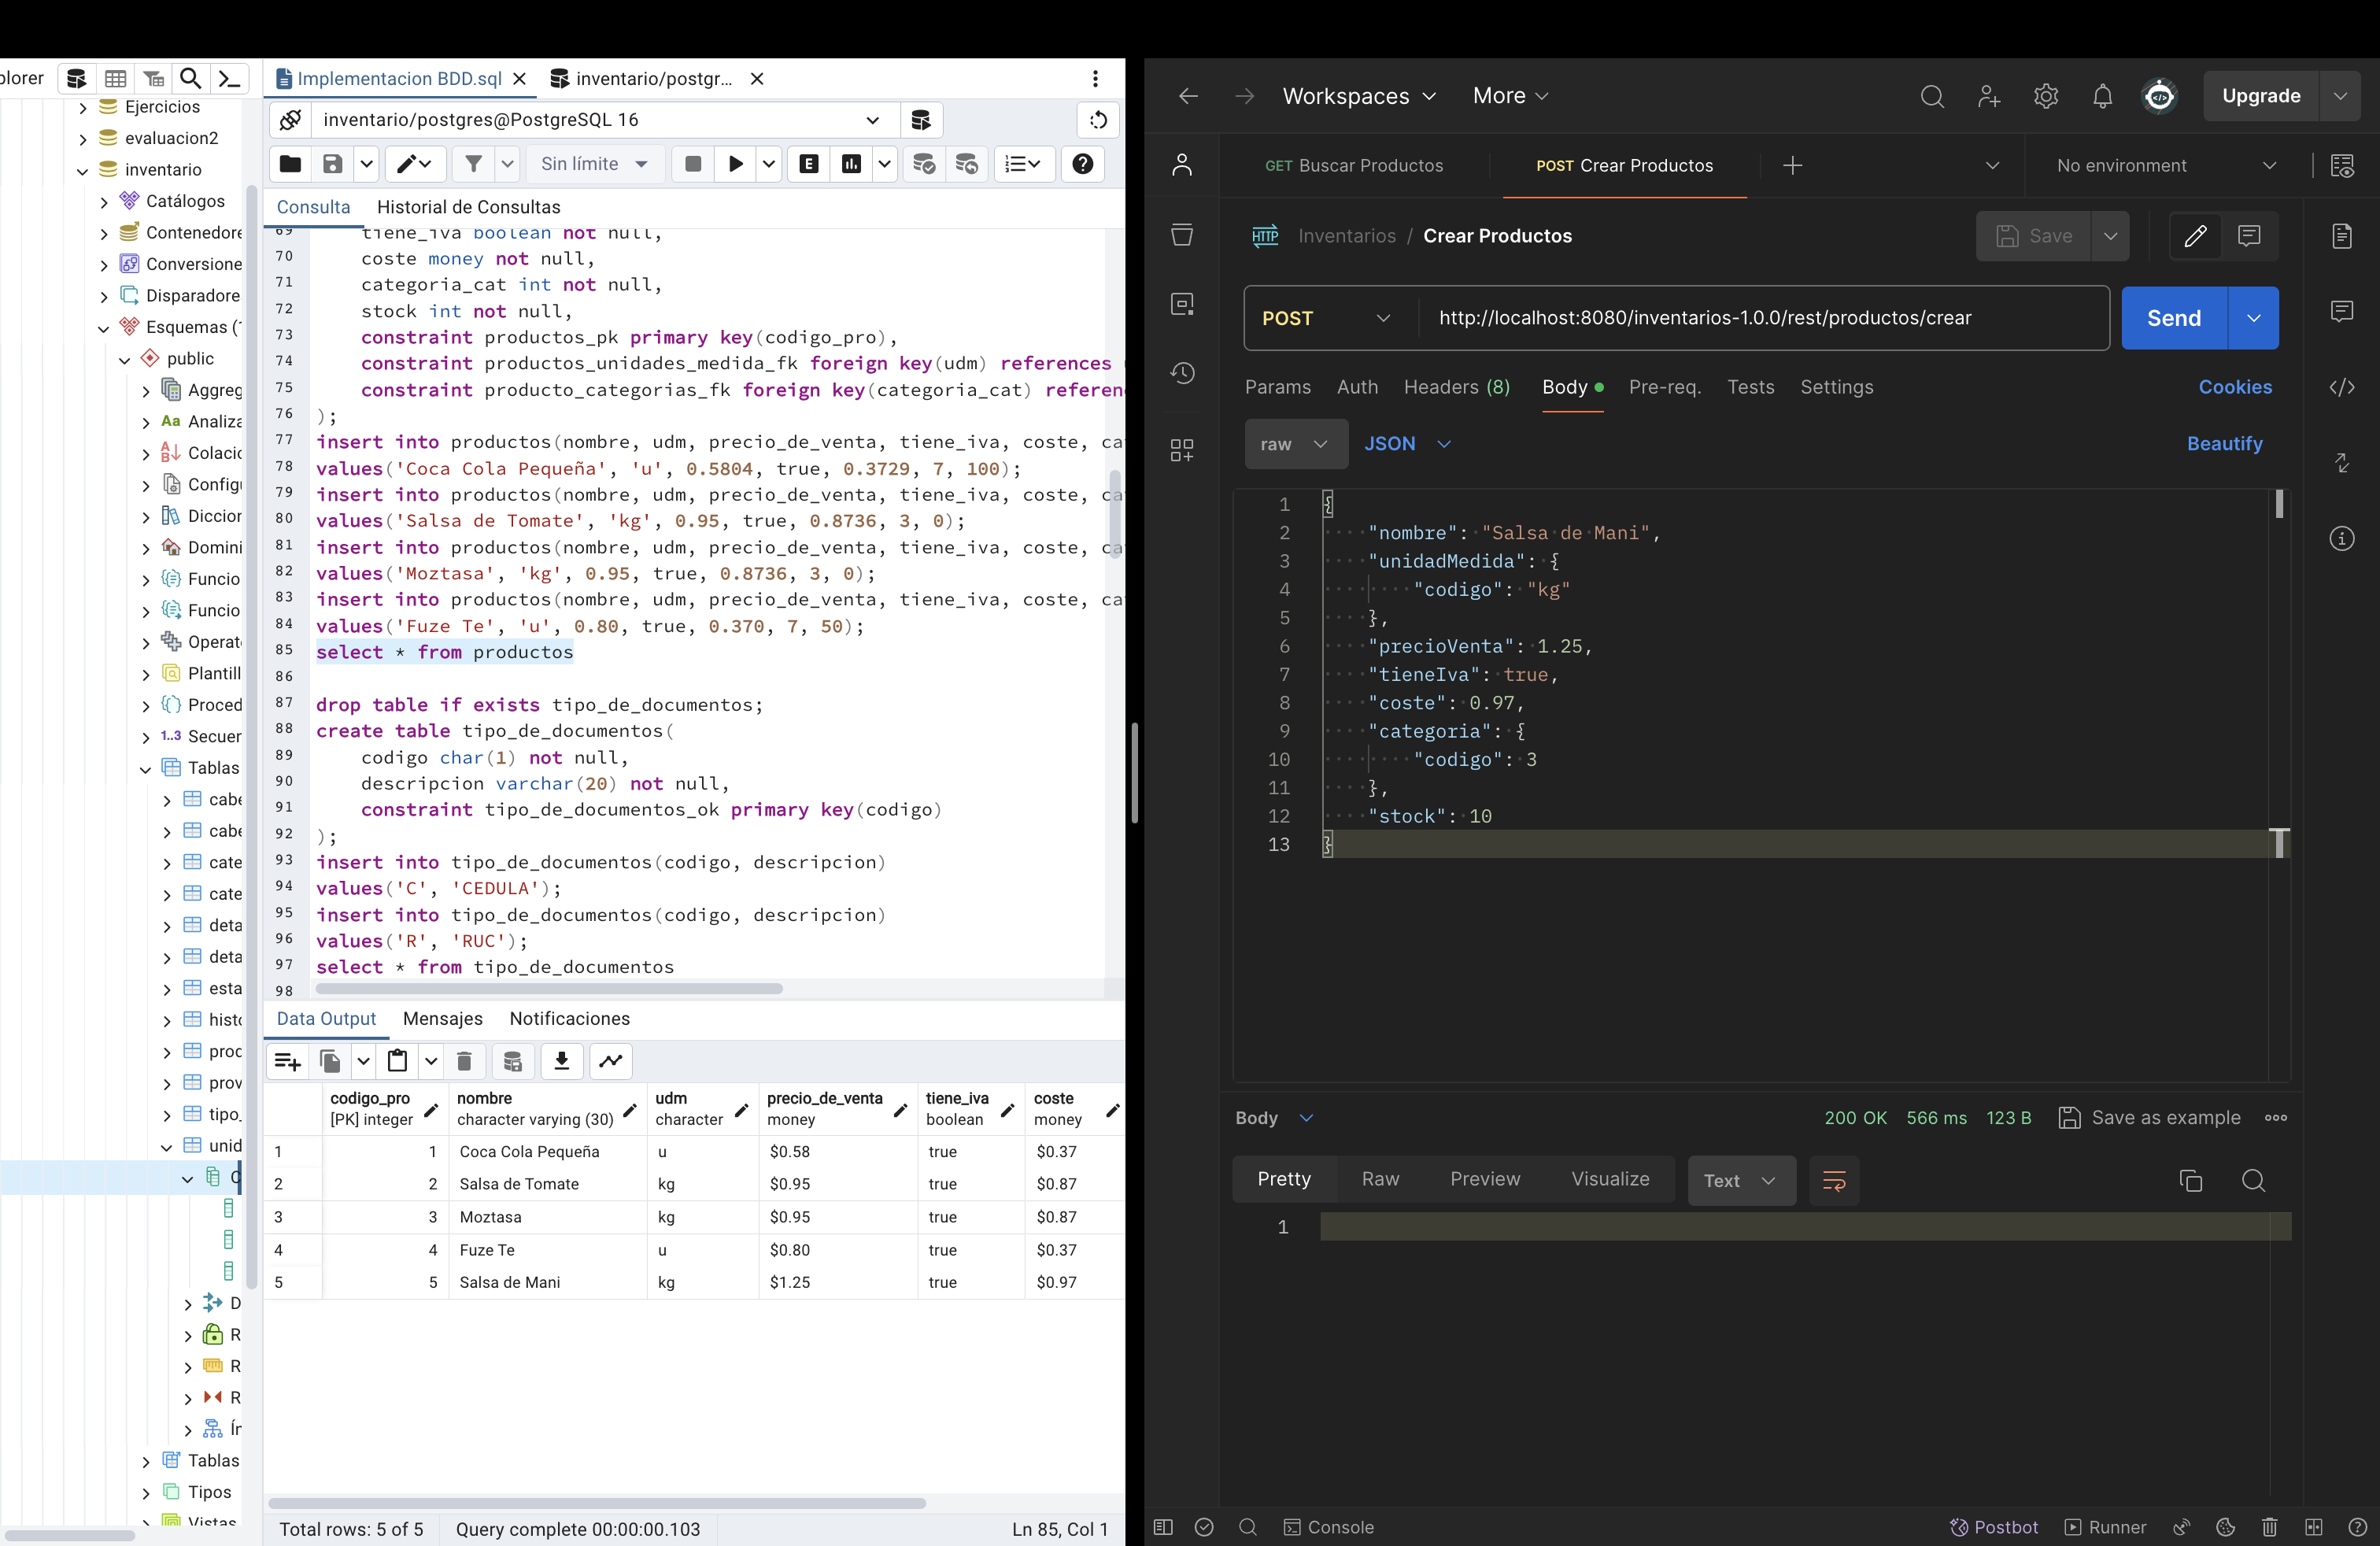 plorer
Ejercicios
evaluacion2
inventario
Catálogos
Contenedore
Conversione
Disparadore
Esquemas (
public
Aggreg
Aa Analiza
Colacic
Configu
Diccior
Domini
Funcio
Funcio
Operat
Plantill
Proced
1..3 Secuer
Tablas
cabe
cabe
cate
cate
deta
deta
esta
histo
prod
prov
tipo_
unid
C
D
R
R
R
Ín
Tablas
Tipos
Vistas
Implementacion BDD.sql
inventario/postgr...
inventario/postgres@PostgreSQL 16
Sin límite
E
Consulta Historial de Consultas
69 tiene_iva boolean not null,
70 coste money not null,
71 categoria_cat int not null,
72 stock int not null,
73 constraint productos_pk primary key(codigo_pro),
74 constraint productos_unidades_medida_fk foreign key(udm) references
75 constraint producto_categorias_fk foreign key(categoria_cat) referen
76 );
77 insert into productos(nombre, udm, precio_de_venta, tiene_iva, coste, ca
78 values('Coca Cola Pequeña', 'u', 0.5804, true, 0.3729, 7, 100);
79 insert into productos(nombre, udm, precio_de_venta, tiene_iva, coste, ca
80 values('Salsa de Tomate', 'kg', 0.95, true, 0.8736, 3, 0);
81 insert into productos(nombre, udm, precio_de_venta, tiene_iva, coste, ca
82 values('Moztasa', 'kg', 0.95, true, 0.8736, 3, 0);
83 insert into productos(nombre, udm, precio_de_venta, tiene_iva, coste, ca
84 values('Fuze Te', 'u', 0.80, true, 0.370, 7, 50);
85 select * from productos
86
87 drop table if exists tipo_de_documentos;
88 create table tipo_de_documentos(
89 codigo char(1) not null,
90 descripcion varchar(20) not null,
91 constraint tipo_de_documentos_ok primary key(codigo)
92 );
93 insert into tipo_de_documentos(codigo, descripcion)
94 values('C', 'CEDULA');
95 insert into tipo_de_documentos(codigo, descripcion)
96 values('R', 'RUC');
97 select * from tipo_de_documentos
98
Data Output Mensajes Notificaciones
codigo_pro nombre udm precio_de_venta tiene_iva coste
[PK] integer character varying (30) character money boolean money
1 1 Coca Cola Pequeña u $0.58 true $0.37
2 2 Salsa de Tomate kg $0.95 true $0.87
3 3 Moztasa kg $0.95 true $0.87
4 4 Fuze Te u $0.80 true $0.37
5 5 Salsa de Mani kg $1.25 true $0.97
Total rows: 5 of 5 Query complete 00:00:00.103 Ln 85, Col 1
Workspaces More Upgrade
GET Buscar Productos POST Crear Productos No environment
HTTP Inventarios / Crear Productos Save
POST http://localhost:8080/inventarios-1.0.0/rest/productos/crear Send
Params Auth Headers (8) Body Pre-req. Tests Settings Cookies
raw JSON Beautify
1 {
2 "nombre": "Salsa de Mani",
3 "unidadMedida": {
4 "codigo": "kg"
5 },
6 "precioVenta": 1.25,
7 "tieneIva": true,
8 "coste": 0.97,
9 "categoria": {
10 "codigo": 3
11 },
12 "stock": 10
13 }
Body 200 OK 566 ms 123 B Save as example
Pretty Raw Preview Visualize Text
1
Console Postbot Runner